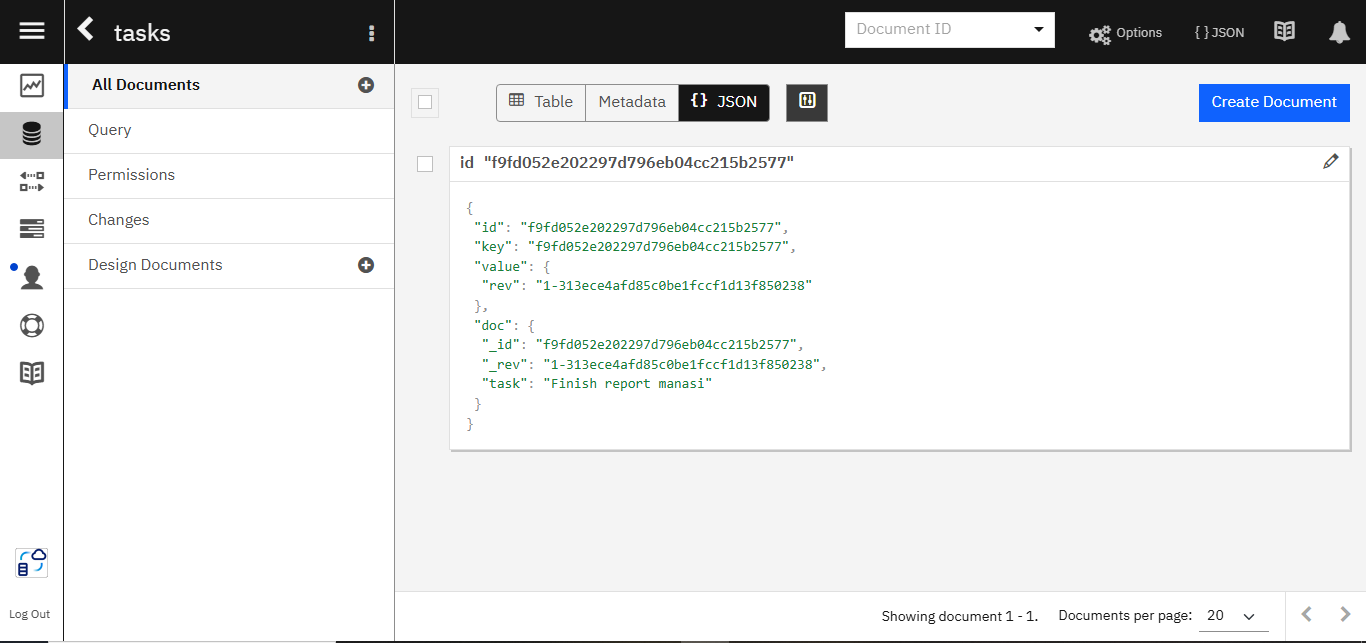 tasks
Document ID
Options
{ } JSON
All Documents
Query
Permissions
Changes
Design Documents
Log Out
Table
Metadata
{} JSON
Create Document
id "f9fd052e202297d796eb04cc215b2577"
{
"id": "f9fd052e202297d796eb04cc215b2577",
"key": "f9fd052e202297d796eb04cc215b2577",
"value": {
"rev": "1-313ece4afd85c0be1fccf1d13f850238"
},
"doc": {
"_id": "f9fd052e202297d796eb04cc215b2577",
"_rev": "1-313ece4afd85c0be1fccf1d13f850238",
"task": "Finish report manasi"
}
}
Showing document 1 - 1.
Documents per page: 20